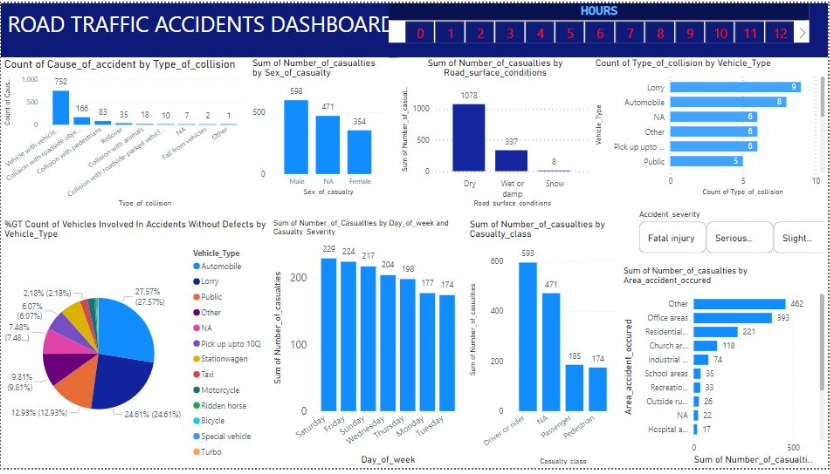 ROAD TRAFFIC ACCIDENTS DASHBOARD
HOURS
0 1 2 3 4 5 6 7 8 9 10 11 12
Count of Cause_of_accident by Type_of_collision
Count of Caus...
1,000
500
0
752
166
83
35
18
10
7
2
1
Vehicle with vehicle...
Collision with roadside obje...
Collision with pedestrians
Rollover
Collision with animals
Collision with roadside-parked vehicl...
NA
Fall from vehicles
Other
Type_of_collision
Sum of Number_of_casualties
by Sex_of_casualty
500
0
598
471
354
Male
NA
Female
Sex_of_casualty
Sum of Number_of_casualties by
Road_surface_conditions
Sum of Number_of_casual...
1000
500
0
1078
337
8
Dry
Wet or
damp
Snow
Road_surface_conditions
Count of Type_of_collision by Vehicle_Type
Vehicle_Type
Lorry 9
Automobile 8
NA 6
Other 6
Pick up upto ... 6
Public 5
0 5 10
Count of Type_of_collision
%GT Count of Vehicles Involved In Accidents Without Defects by
Vehicle_Type
27.57%
(27.57%)
24.61% (24.61%)
12.93% (12.93%)
9.81%
(9.81%)
7.48%
(7.48...)
6.07%
(6.07%)
2.18% (2.18%)
Vehicle_Type
Automobile
Lorry
Public
Other
NA
Pick up upto 10Q
Stationwagen
Taxi
Motorcycle
Ridden horse
Bicycle
Special vehicle
Turbo
Sum of Number_of_Casualties by Day_of_week and
Casualty_Severity
Sum of Number_of_casualties
200
100
0
229
224
217
204
198
177
174
Saturday
Friday
Sunday
Wednesday
Thursday
Monday
Tuesday
Day_of_week
Sum of Number_of_casualties by
Casualty_class
Sum of Number_of_casualties
600
400
200
0
593
471
185
174
Driver or rider
NA
Passenger
Pedestrian
Casualty_class
Accident_severity
Fatal injury
Serious...
Slight...
Sum of Number_of_casualties by
Area_accident_occured
Area_accident_occured
Other 462
Office areas 393
Residential... 221
Church ar... 118
Industrial ... 74
School areas 35
Recreatio... 33
Outside ru... 26
NA 22
Hospital a... 17
0 500
Sum of Number_of_casualti...